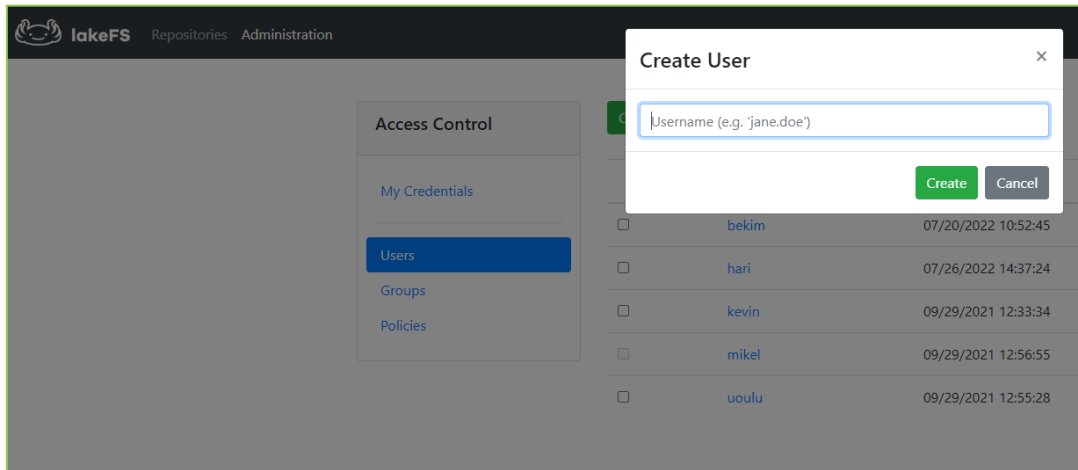 lakeFS Repositories Administration
Create User ×
Username (e.g. 'jane.doe')
Create Cancel
Access Control
My Credentials
Users
Groups
Policies
bekim 07/20/2022 10:52:45
hari 07/26/2022 14:37:24
kevin 09/29/2021 12:33:34
mikel 09/29/2021 12:56:55
uoulu 09/29/2021 12:55:28